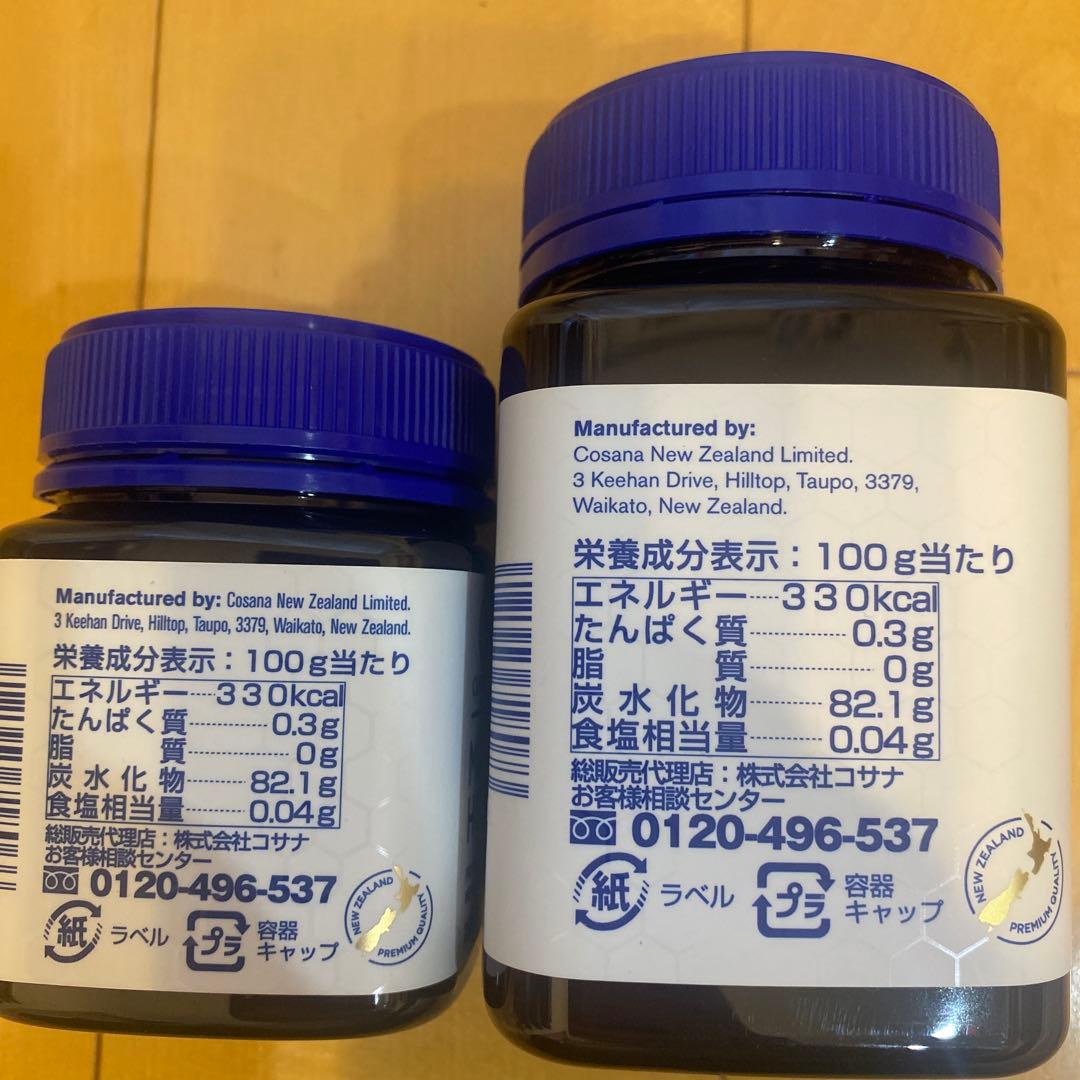 Manufactured by: Cosana New Zealand Limited.
3 Keehan Drive, Hilltop, Taupo, 3379, Waikato, New Zealand.
栄養成分表示：100g当たり
エネルギー······330kcal
たんぱく質·········0.3g
脂　　　質·········0g
炭水化物·········82.1g
食塩相当量······0.04g
総販売代理店：株式会社コサナ
お客様相談センター
0120-496-537
紙 ラベル プラ 容器
キャップ
NEW ZEALAND
PREMIUM QUALITY
Manufactured by:
Cosana New Zealand Limited.
3 Keehan Drive, Hilltop, Taupo, 3379,
Waikato, New Zealand.
栄養成分表示：100g当たり
エネルギー······330kcal
たんぱく質·········0.3g
脂　　　質·········0g
炭水化物·········82.1g
食塩相当量······0.04g
総販売代理店：株式会社コサナ
お客様相談センター
0120-496-537
紙 ラベル プラ 容器
キャップ
NEW ZEALAND
PREMIUM QUALITY